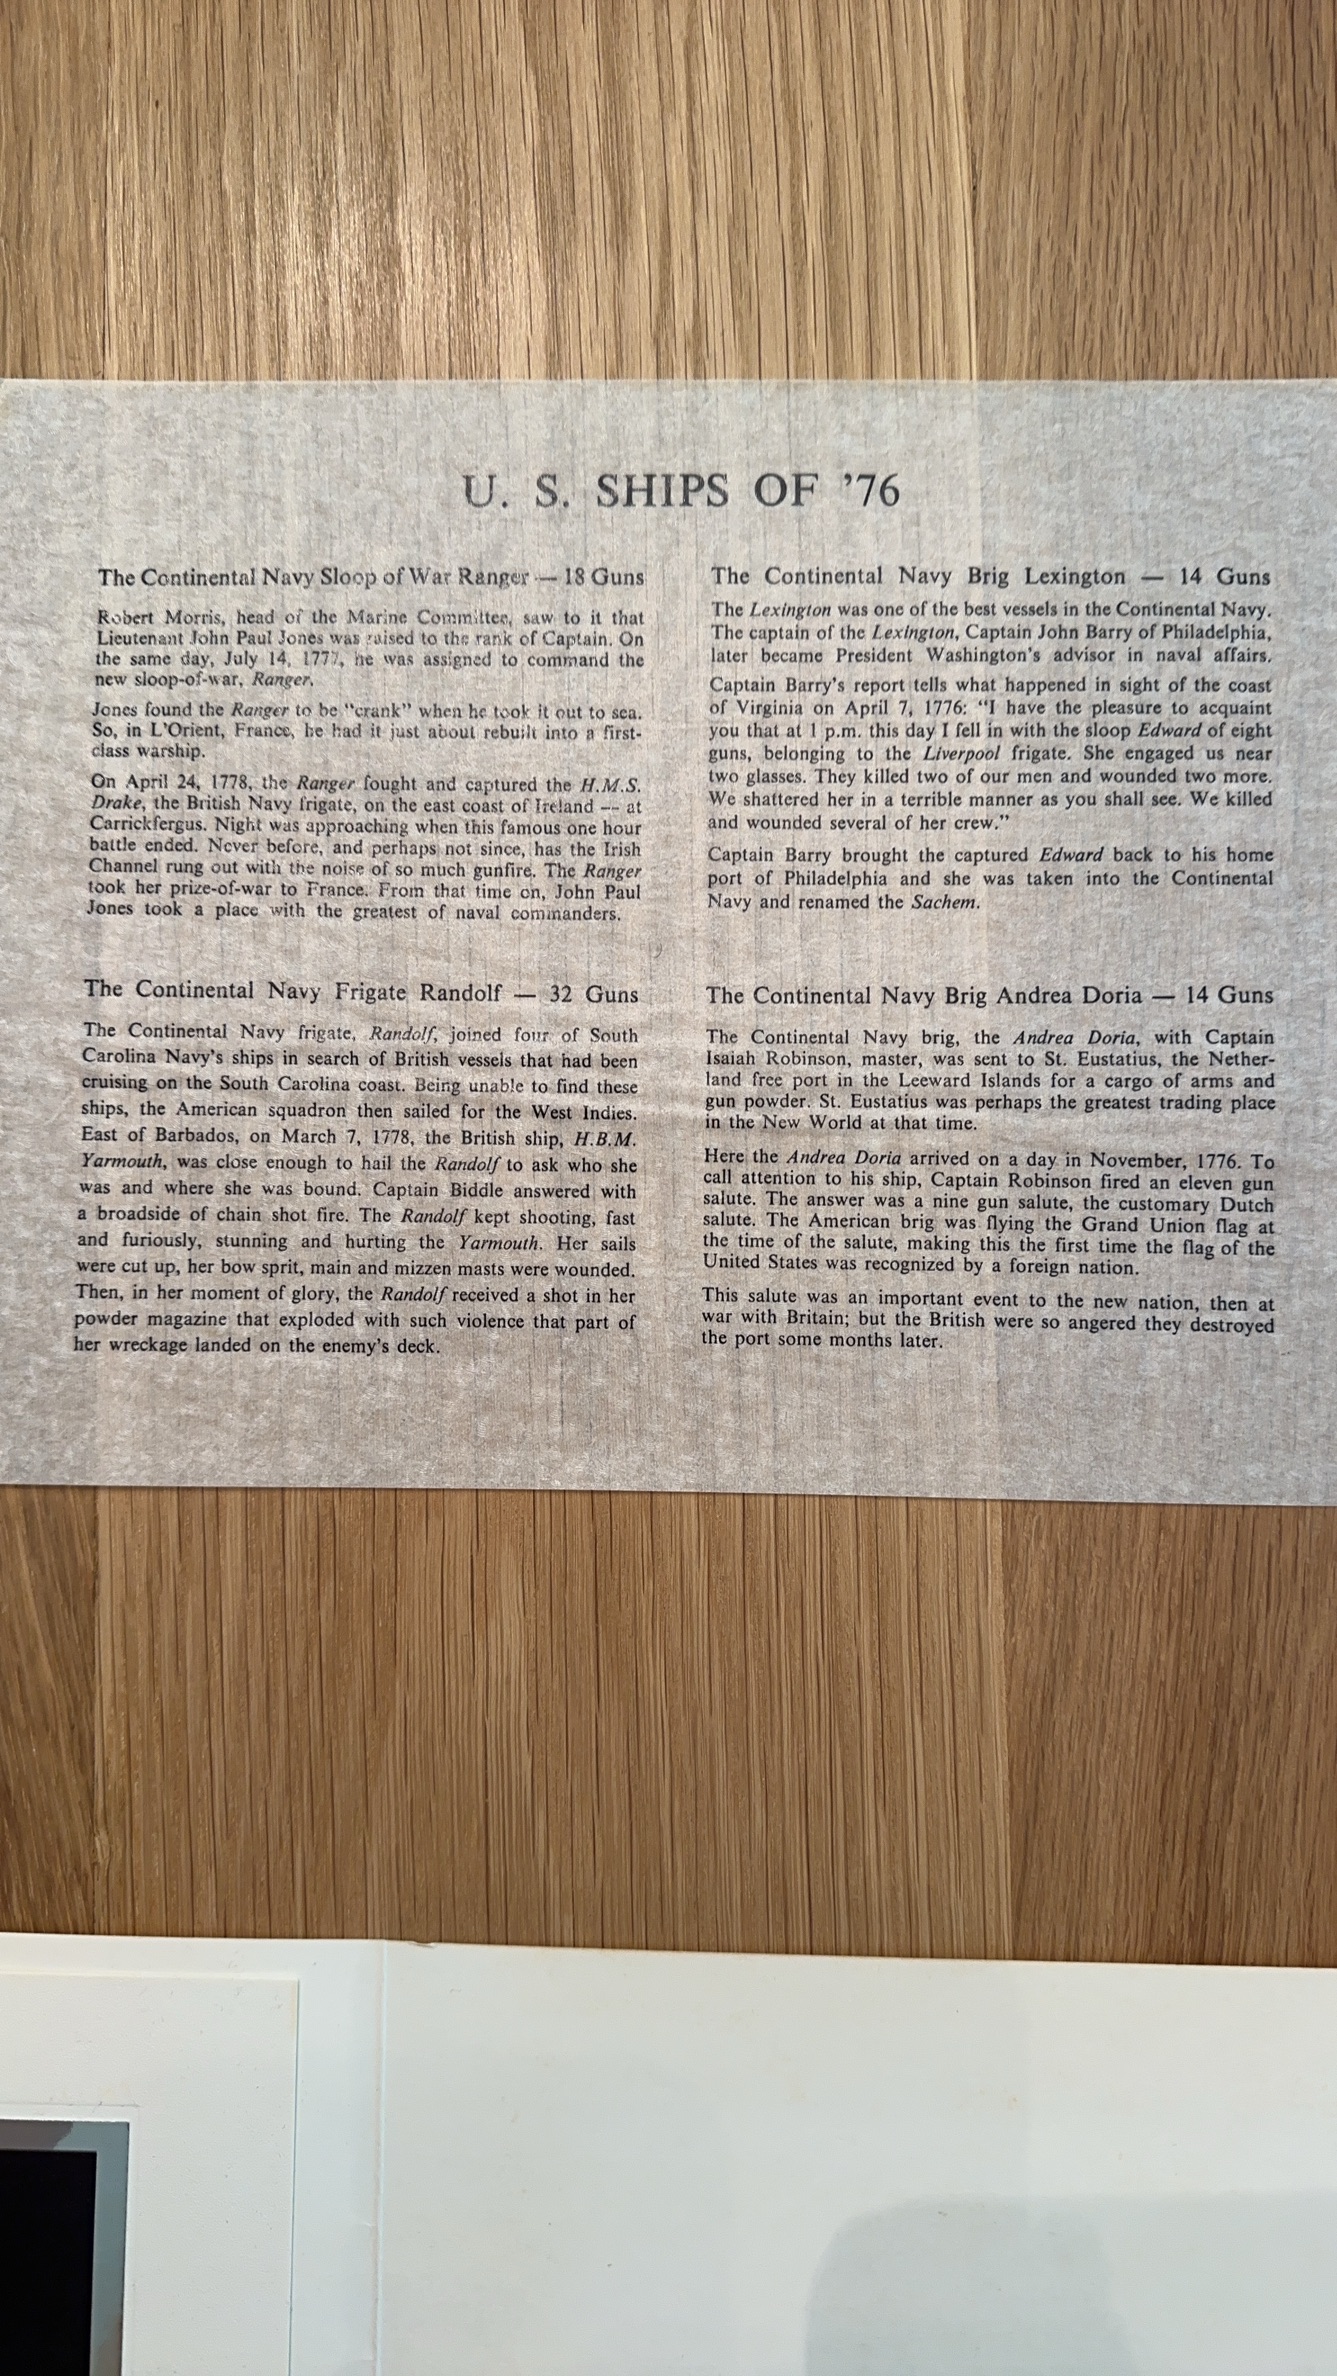 U. S. SHIPS OF ’76
The Continental Navy Sloop of War Ranger — 18 Guns
Robert Morris, head of the Marine Committee, saw to it that
Lieutenant John Paul Jones was raised to the rank of Captain. On
the same day, July 14, 1777, he was assigned to command the
new sloop-of-war, Ranger.
Jones found the Ranger to be “crank” when he took it out to sea.
So, in L’Orient, France, he had it just about rebuilt into a first-
class warship.
On April 24, 1778, the Ranger fought and captured the H.M.S.
Drake, the British Navy frigate, on the east coast of Ireland — at
Carrickfergus. Night was approaching when this famous one hour
battle ended. Never before, and perhaps not since, has the Irish
Channel rung out with the noise of so much gunfire. The Ranger
took her prize-of-war to France. From that time on, John Paul
Jones took a place with the greatest of naval commanders.
The Continental Navy Brig Lexington — 14 Guns
The Lexington was one of the best vessels in the Continental Navy.
The captain of the Lexington, Captain John Barry of Philadelphia,
later became President Washington’s advisor in naval affairs.
Captain Barry’s report tells what happened in sight of the coast
of Virginia on April 7, 1776: “I have the pleasure to acquaint
you that at 1 p.m. this day I fell in with the sloop Edward of eight
guns, belonging to the Liverpool frigate. She engaged us near
two glasses. They killed two of our men and wounded two more.
We shattered her in a terrible manner as you shall see. We killed
and wounded several of her crew.”
Captain Barry brought the captured Edward back to his home
port of Philadelphia and she was taken into the Continental
Navy and renamed the Sachem.
The Continental Navy Frigate Randolf — 32 Guns
The Continental Navy frigate, Randolf, joined four of South
Carolina Navy’s ships in search of British vessels that had been
cruising on the South Carolina coast. Being unable to find these
ships, the American squadron then sailed for the West Indies.
East of Barbados, on March 7, 1778, the British ship, H.B.M.
Yarmouth, was close enough to hail the Randolf to ask who she
was and where she was bound. Captain Biddle answered with
a broadside of chain shot fire. The Randolf kept shooting, fast
and furiously, stunning and hurting the Yarmouth. Her sails
were cut up, her bow sprit, main and mizzen masts were wounded.
Then, in her moment of glory, the Randolf received a shot in her
powder magazine that exploded with such violence that part of
her wreckage landed on the enemy’s deck.
The Continental Navy Brig Andrea Doria — 14 Guns
The Continental Navy brig, the Andrea Doria, with Captain
Isaiah Robinson, master, was sent to St. Eustatius, the Nether-
land free port in the Leeward Islands for a cargo of arms and
gun powder. St. Eustatius was perhaps the greatest trading place
in the New World at that time.
Here the Andrea Doria arrived on a day in November, 1776. To
call attention to his ship, Captain Robinson fired an eleven gun
salute. The answer was a nine gun salute, the customary Dutch
salute. The American brig was flying the Grand Union flag at
the time of the salute, making this the first time the flag of the
United States was recognized by a foreign nation.
This salute was an important event to the new nation, then at
war with Britain; but the British were so angered they destroyed
the port some months later.